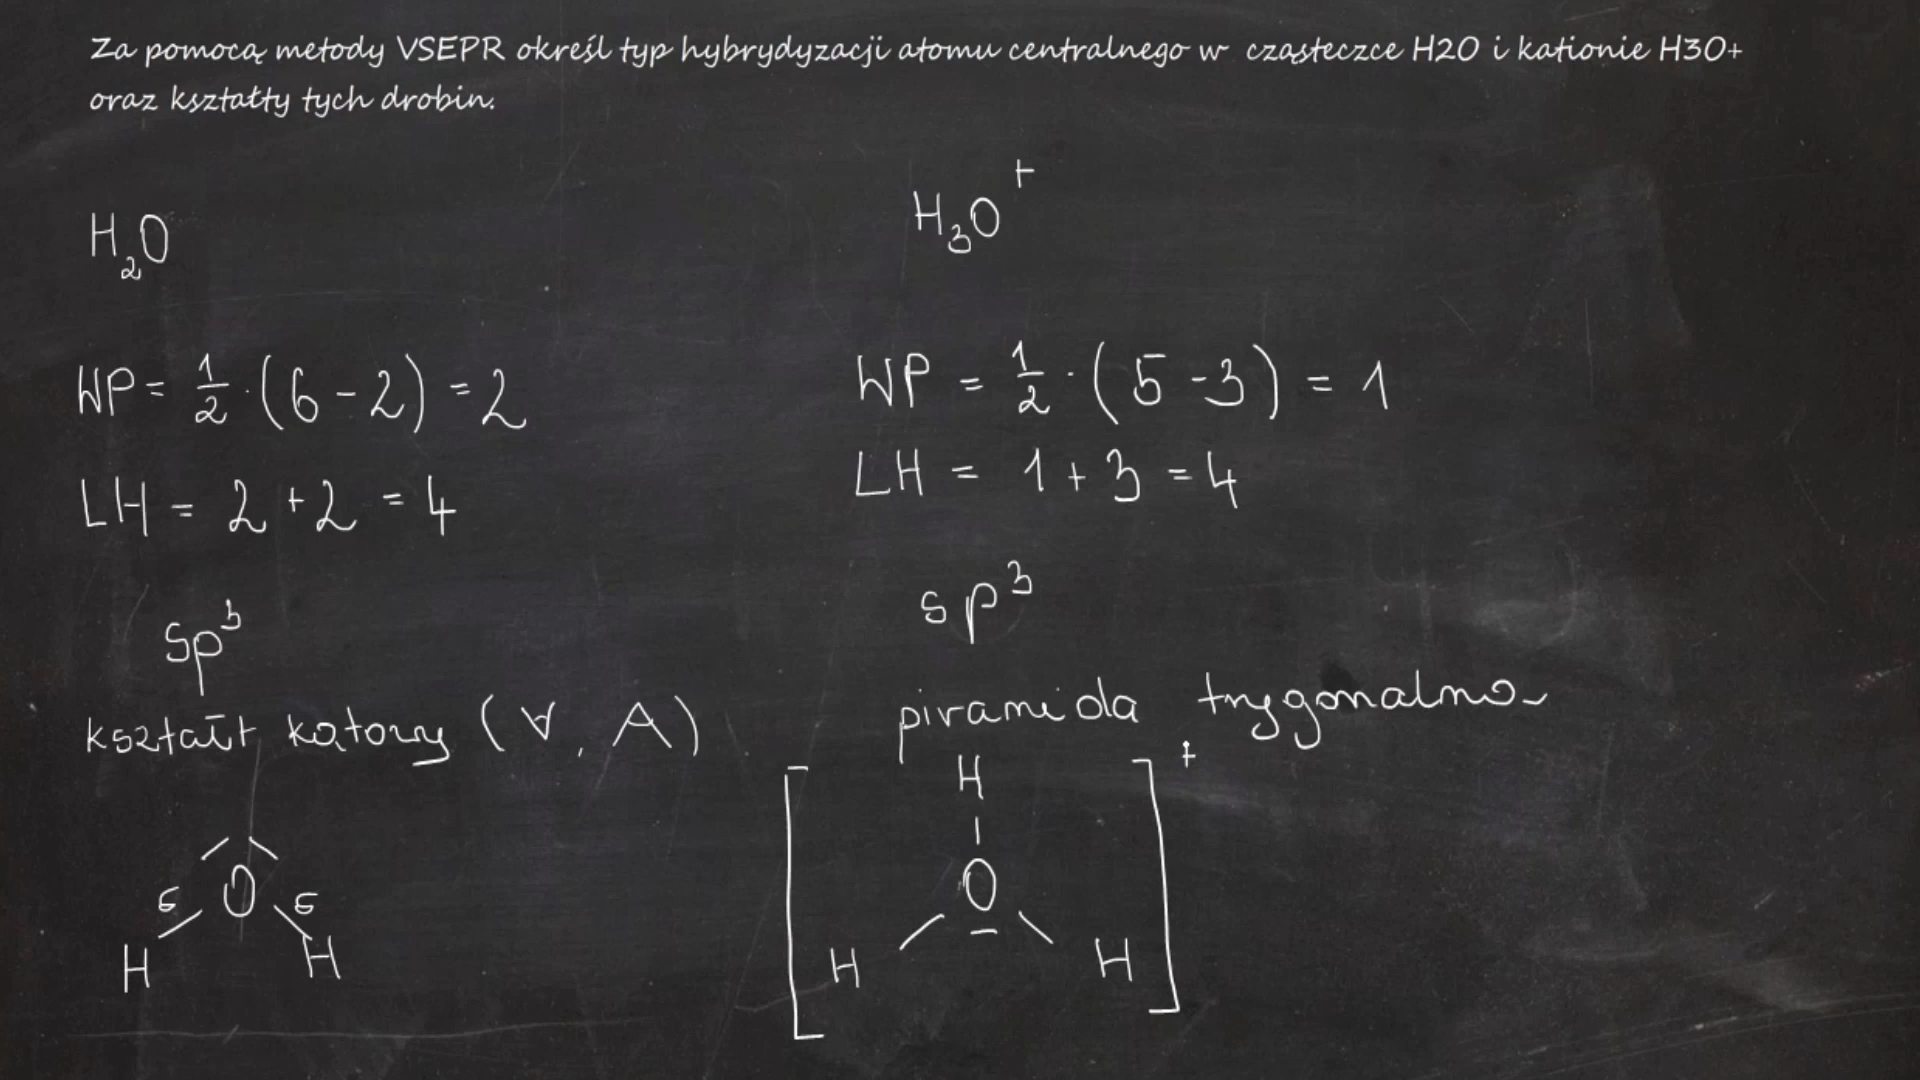 Za pomocą metody VSEPR określ typ hybrydyzacji atomu centralnego w cząsteczce H2O i kationie H3O+
oraz kształty tych drobin.
H₂O
WP = 1/2 · (6 - 2) = 2
LH = 2 + 2 = 4
sp³
kształt kątowy (V, Λ)
O
σ σ
H H
H₃O⁺
WP = 1/2 · (5 - 3) = 1
LH = 1 + 3 = 4
sp³
piramida trygonalna
[ ]⁺
H
O
H H